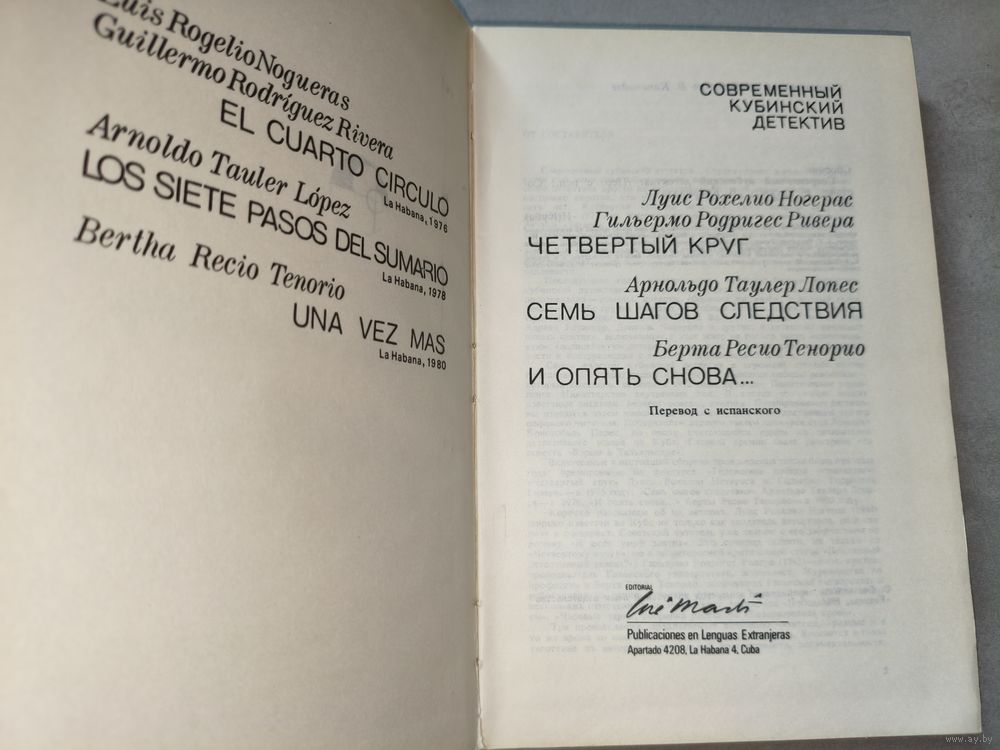 Luis Rogelio Nogueras
Guillermo Rodríguez Rivera
EL CUARTO CIRCULO
La Habana, 1976
Arnoldo Tauler López
LOS SIETE PASOS DEL SUMARIO
La Habana, 1978
Bertha Recio Tenorio
UNA VEZ MAS
La Habana, 1980
СОВРЕМЕННЫЙ
КУБИНСКИЙ
ДЕТЕКТИВ
Луис Рохелио Ногерас
Гильермо Родригес Ривера
ЧЕТВЕРТЫЙ КРУГ
Арнольдо Таулер Лопес
СЕМЬ ШАГОВ СЛЕДСТВИЯ
Берта Ресио Тенорио
И ОПЯТЬ СНОВА...
Перевод с испанского
EDITORIAL
José Martí
Publicaciones en Lenguas Extranjeras
Apartado 4208, La Habana 4, Cuba
www.ay.by